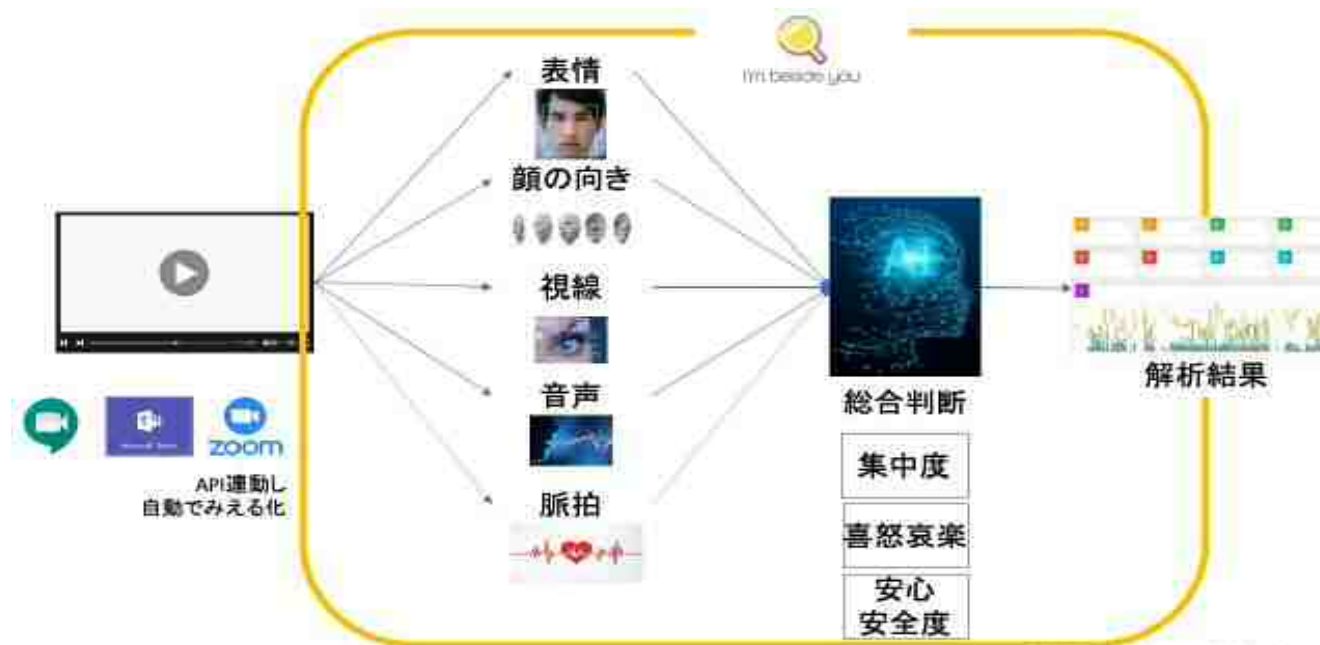 I'm beside you
表情
顔の向き
視線
音声
脈拍
zoom
API連動し
自動でみえる化
AI
総合判断
集中度
喜怒哀楽
安心
安全度
解析結果